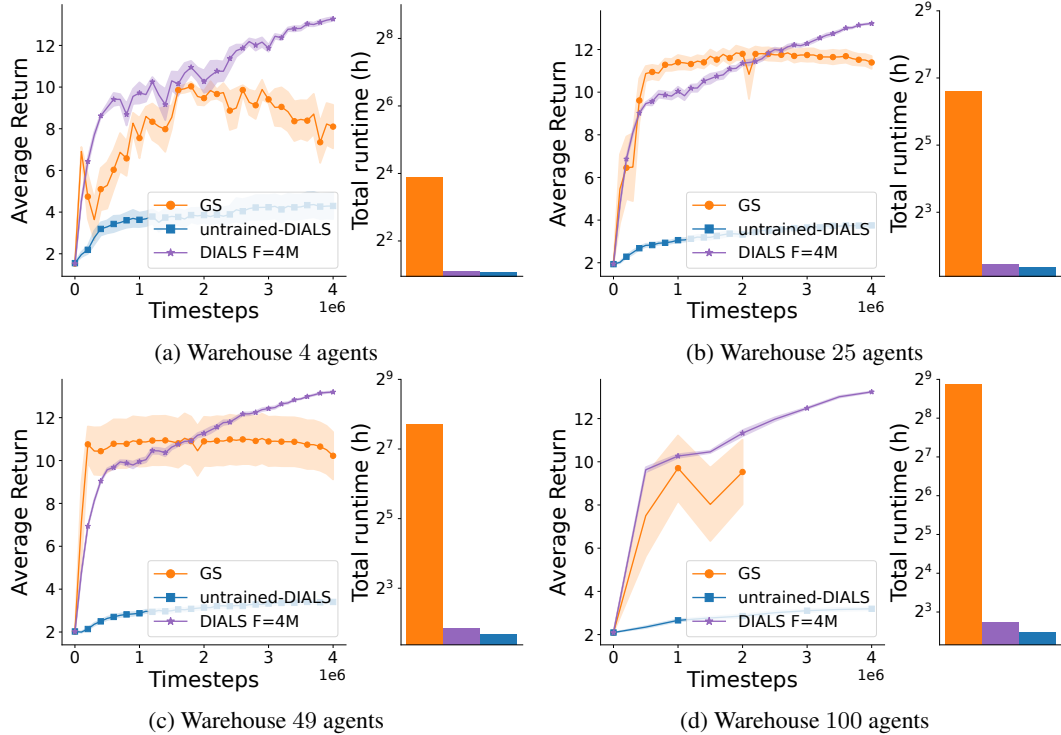 Average Return
12
10
8
6
4
2
0
1
2
3
4
1e6
Timesteps
GS
untrained-DIALS
DIALS F=4M
Total runtime (h)
2^8
2^4
2^2
(a) Warehouse 4 agents
Average Return
14
12
10
8
6
4
2
0
1
2
3
4
1e6
Timesteps
GS
untrained-DIALS
DIALS F=4M
Total runtime (h)
2^9
2^7
2^5
2^3
(b) Warehouse 25 agents
Average Return
12
10
8
6
4
2
0
1
2
3
4
1e6
Timesteps
GS
untrained-DIALS
DIALS F=4M
Total runtime (h)
2^9
2^7
2^5
2^3
(c) Warehouse 49 agents
Average Return
12
10
8
6
4
2
0
1
2
3
4
1e6
Timesteps
GS
untrained-DIALS
DIALS F=4M
Total runtime (h)
2^9
2^8
2^7
2^6
2^5
2^4
2^3
(d) Warehouse 100 agents